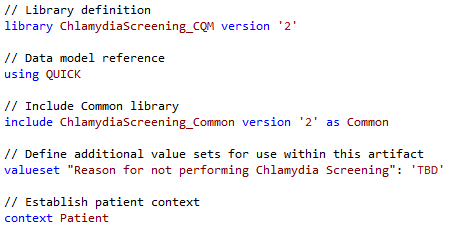 // Library definition
library ChlamydiaScreening_CQM version '2'
// Data model reference
using QUICK
// Include Common library
include ChlamydiaScreening_Common version '2' as Common
// Define additional value sets for use within this artifact
valueset "Reason for not performing Chlamydia Screening": 'TBD'
// Establish patient context
context Patient